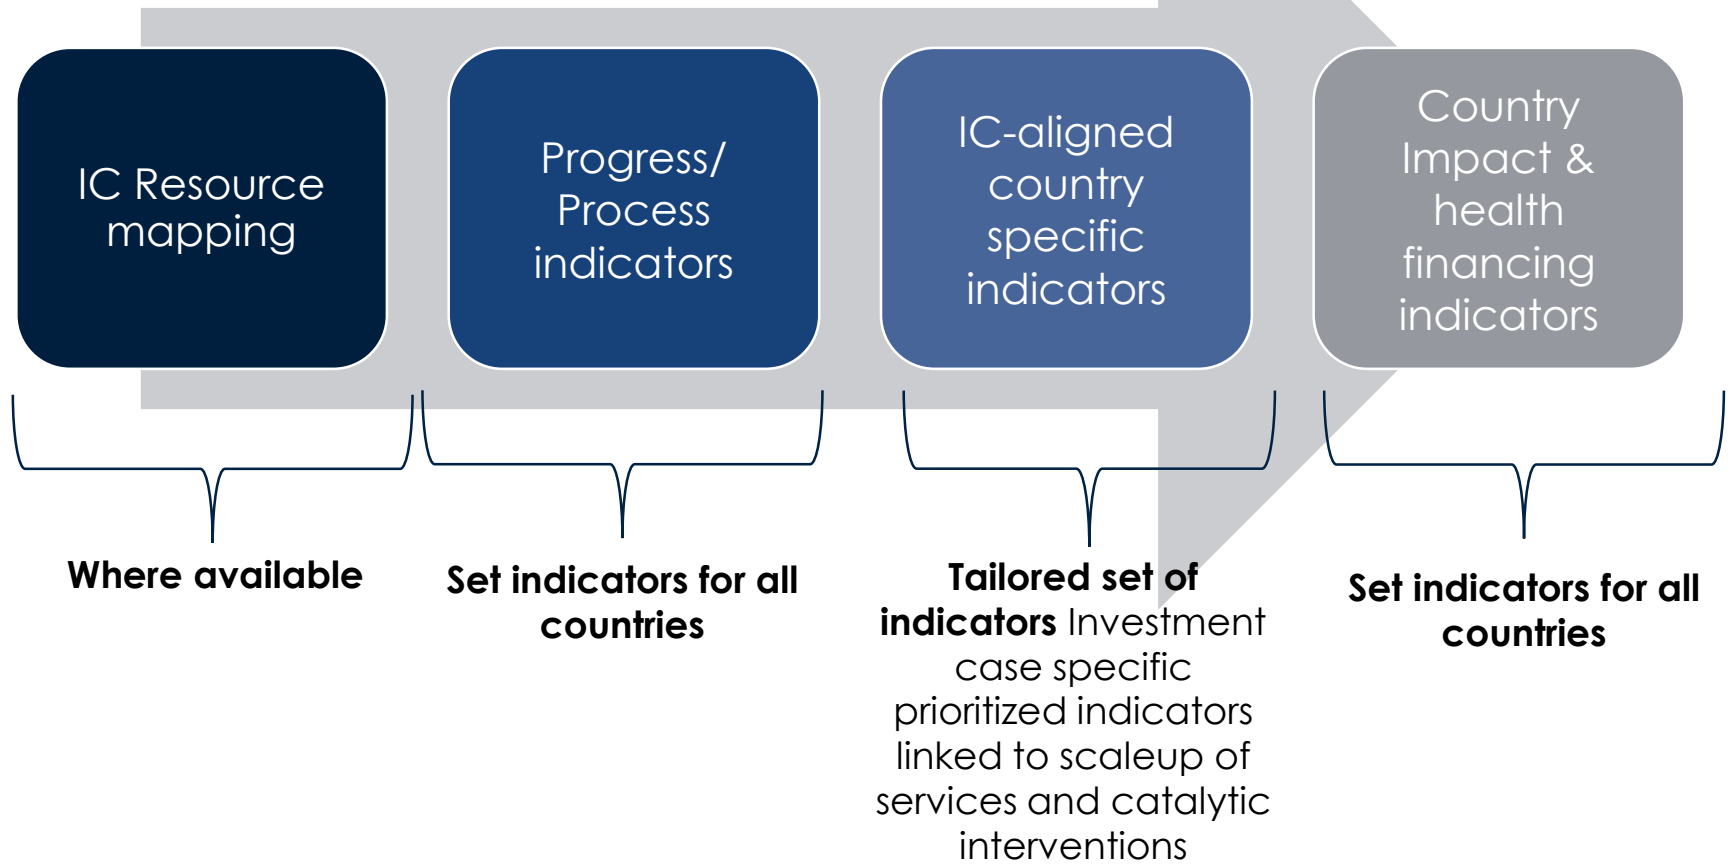 IC Resource
mapping
Progress/
Process
indicators
IC-aligned
country
specific
indicators
Country
Impact &
health
financing
indicators
Where available
Set indicators for all
countries
Tailored set of
indicators Investment
case specific
prioritized indicators
linked to scaleup of
services and catalytic
interventions
Set indicators for all
countries